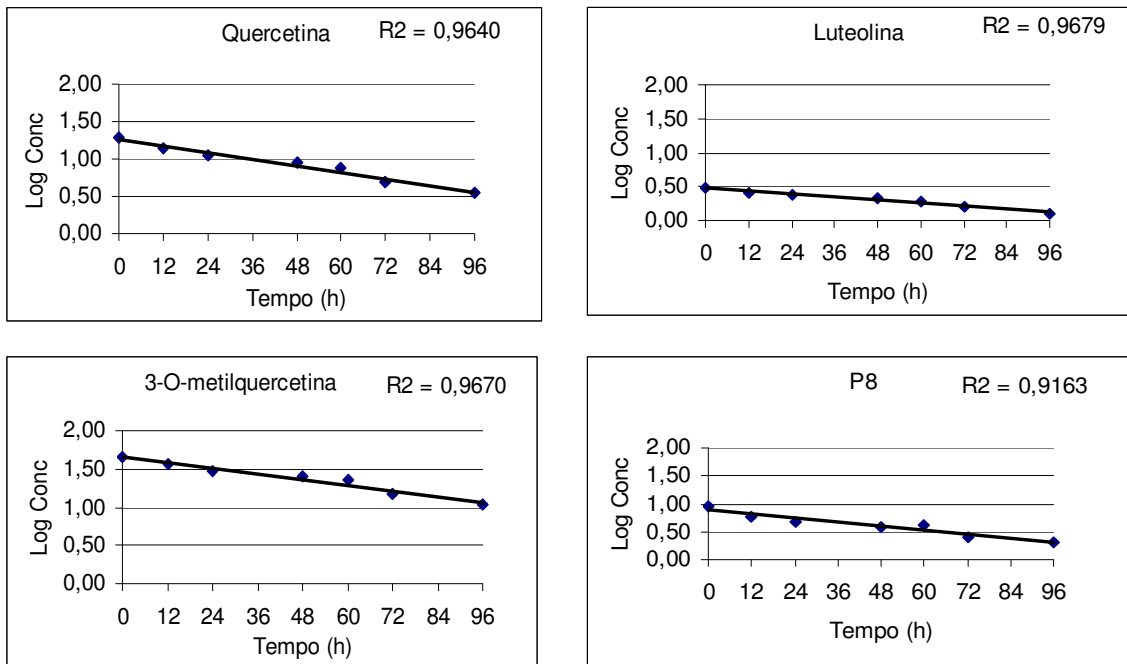 Quercetina R2 = 0,9640
2,00
1,50
1,00
0,50
0,00
Log Conc
0 12 24 36 48 60 72 84 96
Tempo (h)
Luteolina R2 = 0,9679
2,00
1,50
1,00
0,50
0,00
Log Conc
0 12 24 36 48 60 72 84 96
Tempo (h)
3-O-metilquercetina R2 = 0,9670
2,00
1,50
1,00
0,50
0,00
Log Conc
0 12 24 36 48 60 72 84 96
Tempo (h)
P8 R2 = 0,9163
2,00
1,50
1,00
0,50
0,00
Log Conc
0 12 24 36 48 60 72 84 96
Tempo (h)